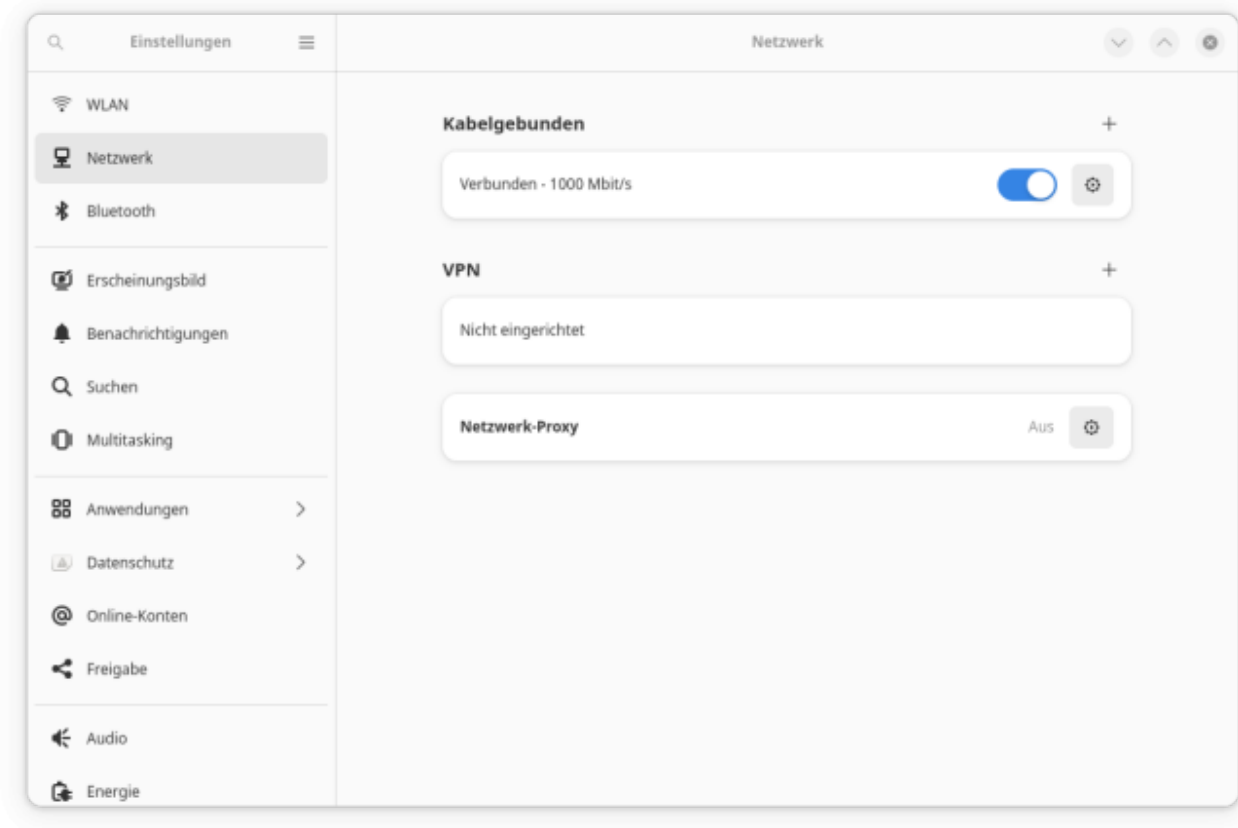 Einstellungen
Netzwerk
WLAN
Netzwerk
Bluetooth
Erscheinungsbild
Benachrichtigungen
Suchen
Multitasking
Anwendungen
Datenschutz
Online-Konten
Freigabe
Audio
Energie
Kabelgebunden
Verbunden - 1000 Mbit/s
VPN
Nicht eingerichtet
Netzwerk-Proxy Aus